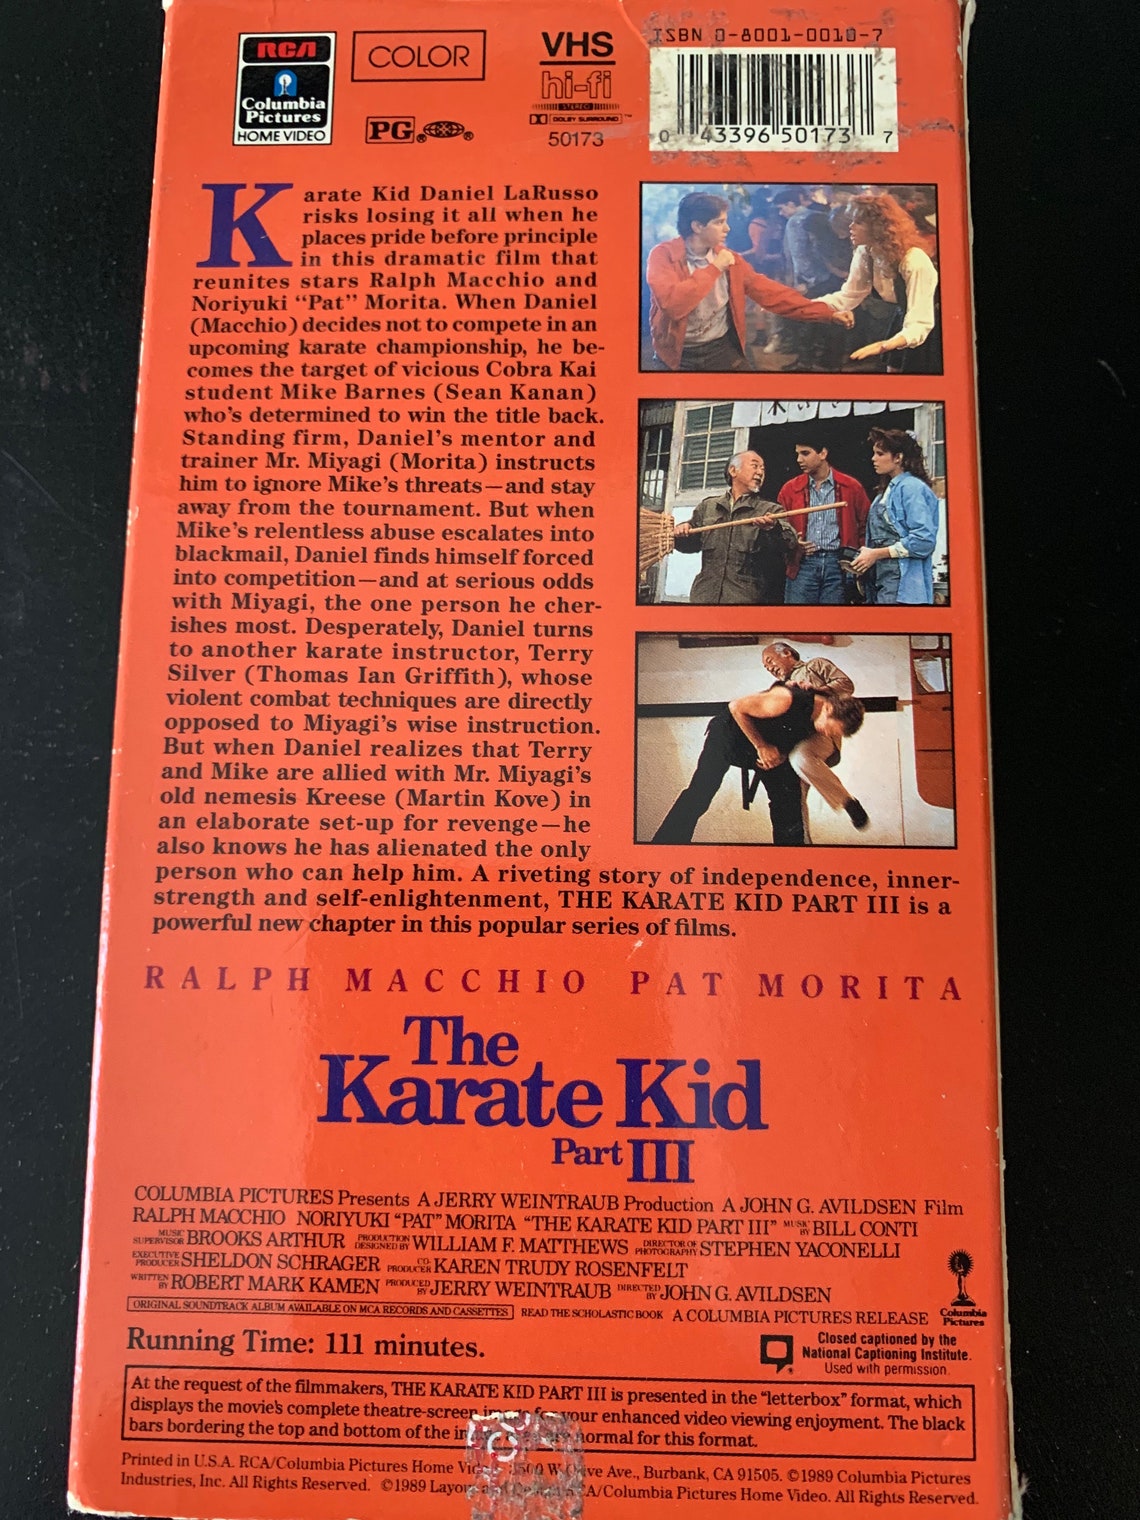 RCA
Columbia
Pictures
HOME VIDEO
COLOR
PG
VHS
hi-fi
STEREO
DOLBY SURROUND™
50173
ISBN 0-8001-0010-7
0 43396 50173 7
Karate Kid Daniel LaRusso
risks losing it all when he
places pride before principle
in this dramatic film that
reunites stars Ralph Macchio and
Noriyuki “Pat” Morita. When Daniel
(Macchio) decides not to compete in an
upcoming karate championship, he be-
comes the target of vicious Cobra Kai
student Mike Barnes (Sean Kanan)
who's determined to win the title back.
Standing firm, Daniel's mentor and
trainer Mr. Miyagi (Morita) instructs
him to ignore Mike's threats—and stay
away from the tournament. But when
Mike's relentless abuse escalates into
blackmail, Daniel finds himself forced
into competition—and at serious odds
with Miyagi, the one person he cher-
ishes most. Desperately, Daniel turns
to another karate instructor, Terry
Silver (Thomas Ian Griffith), whose
violent combat techniques are directly
opposed to Miyagi's wise instruction.
But when Daniel realizes that Terry
and Mike are allied with Mr. Miyagi's
old nemesis Kreese (Martin Kove) in
an elaborate set-up for revenge—he
also knows he has alienated the only
person who can help him. A riveting story of independence, inner-
strength and self-enlightenment, THE KARATE KID PART III is a
powerful new chapter in this popular series of films.
RALPH MACCHIO PAT MORITA
The
Karate Kid
Part III
COLUMBIA PICTURES Presents A JERRY WEINTRAUB Production A JOHN G. AVILDSEN Film
RALPH MACCHIO NORIYUKI “PAT” MORITA “THE KARATE KID PART III” MUSIC BY BILL CONTI
MUSIC SUPERVISOR BROOKS ARTHUR PRODUCTION DESIGNED BY WILLIAM F. MATTHEWS DIRECTOR OF PHOTOGRAPHY STEPHEN YACONELLI
EXECUTIVE PRODUCER SHELDON SCHRAGER CO-PRODUCER KAREN TRUDY ROSENFELT
WRITTEN BY ROBERT MARK KAMEN PRODUCED BY JERRY WEINTRAUB DIRECTED BY JOHN G. AVILDSEN
ORIGINAL SOUNDTRACK ALBUM AVAILABLE ON MCA RECORDS AND CASSETTES READ THE SCHOLASTIC BOOK A COLUMBIA PICTURES RELEASE
Columbia
Pictures
Running Time: 111 minutes.
Closed captioned by the
National Captioning Institute.
Used with permission.
At the request of the filmmakers, THE KARATE KID PART III is presented in the “letterbox” format, which
displays the movie's complete theatre-screen for your enhanced video viewing enjoyment. The black
bars bordering the top and bottom of the are normal for this format.
Printed in U.S.A. RCA/Columbia Pictures Home Ave., Burbank, CA 91505. ©1989 Columbia Pictures
Industries, Inc. All Rights Reserved. ©1989 RCA/Columbia Pictures Home Video. All Rights Reserved.